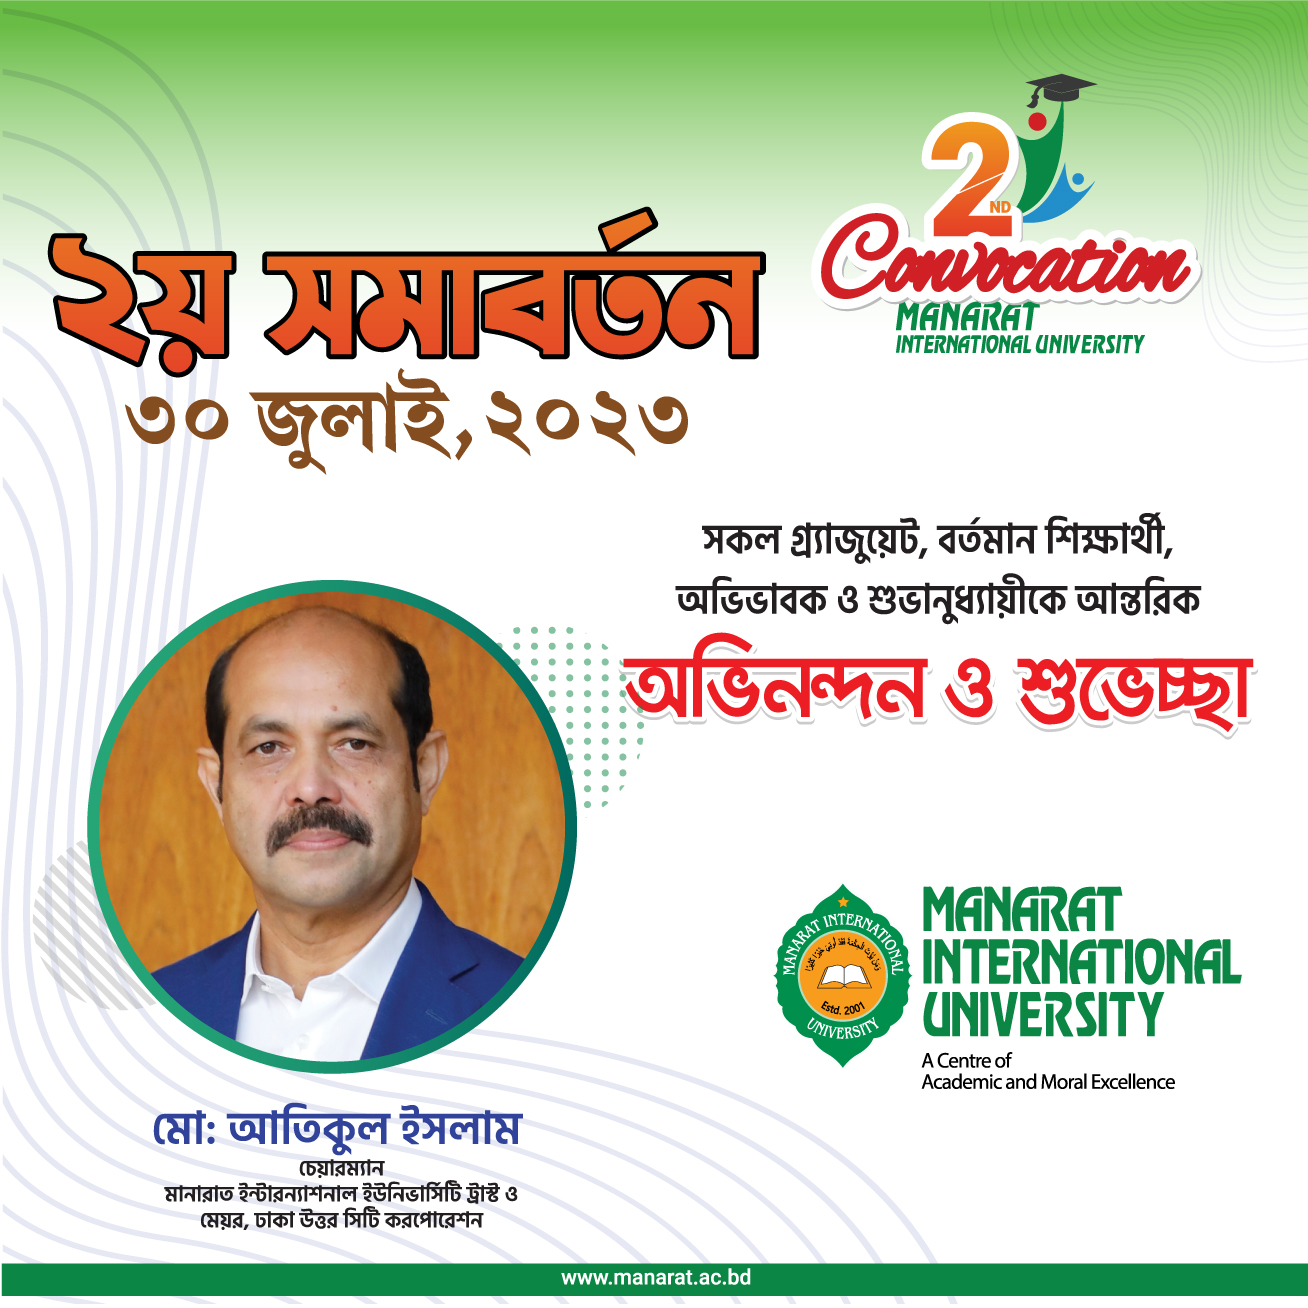 2ND
Convocation
MANARAT
INTERNATIONAL UNIVERSITY
২য় সমাবর্তন
৩০ জুলাই, ২০২৩
সকল গ্র্যাজুয়েট, বর্তমান শিক্ষার্থী,
অভিভাবক ও শুভানুধ্যায়ীকে আন্তরিক
অভিনন্দন ও শুভেচ্ছা
MANARAT INTERNATIONAL
Estd. 2001
UNIVERSITY
MANARAT
INTERNATIONAL
UNIVERSITY
A Centre of
Academic and Moral Excellence
মো: আতিকুল ইসলাম
চেয়ারম্যান
মানারাত ইন্টারন্যাশনাল ইউনিভার্সিটি ট্রাস্ট ও
মেয়র, ঢাকা উত্তর সিটি করপোরেশন
www.manarat.ac.bd